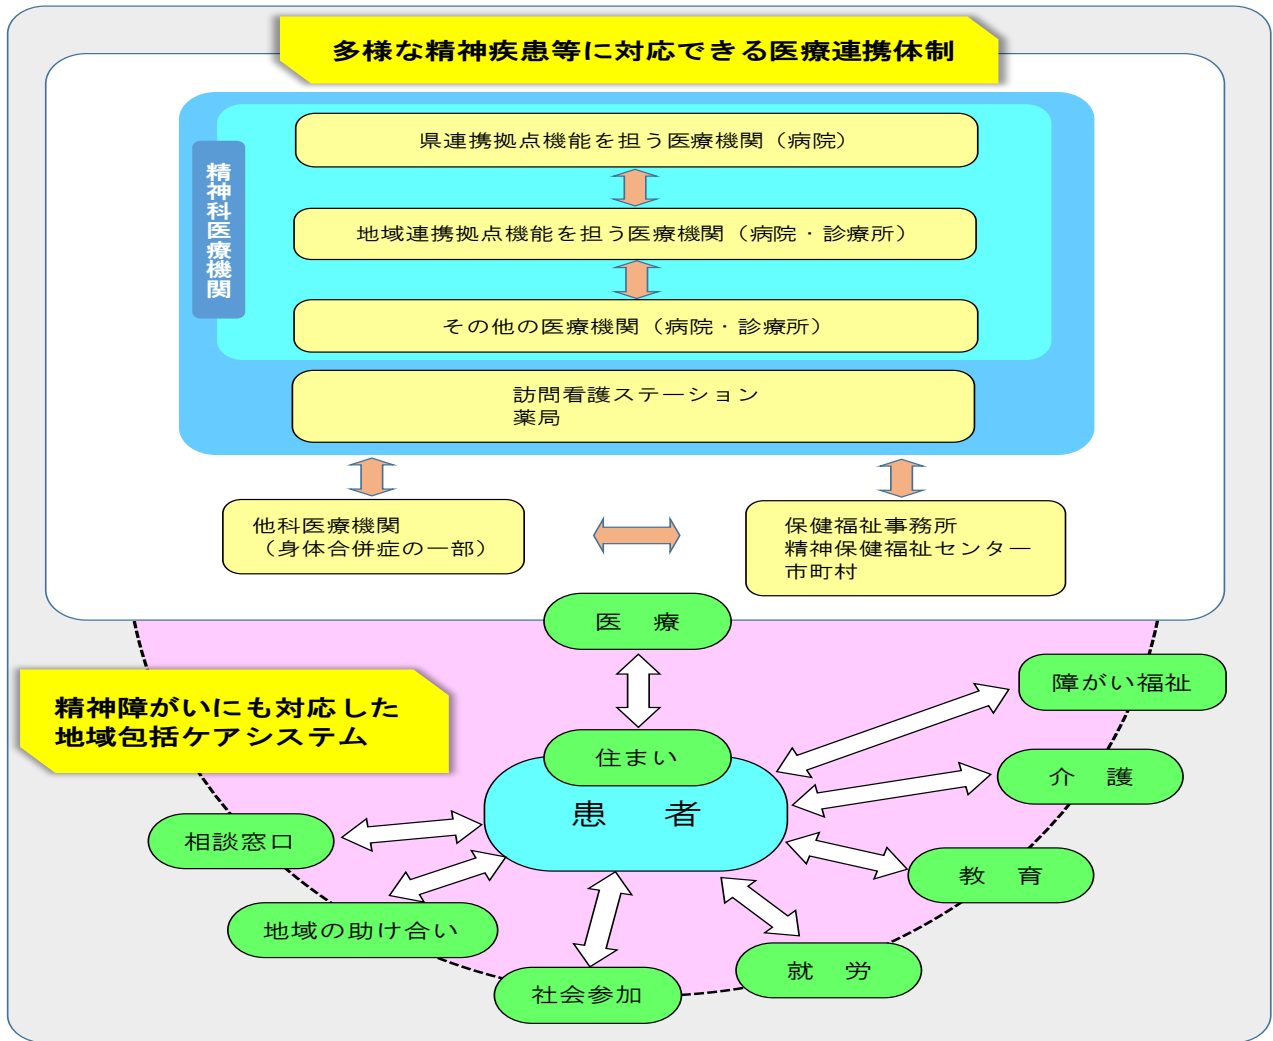 多様な精神疾患等に対応できる医療連携体制
精神科医療機関
県連携拠点機能を担う医療機関（病院）
地域連携拠点機能を担う医療機関（病院・診療所）
その他の医療機関（病院・診療所）
訪問看護ステーション
薬局
他科医療機関
（身体合併症の一部）
保健福祉事務所
精神保健福祉センター
市町村
医　療
精神障がいにも対応した
地域包括ケアシステム
住まい
患　者
障がい福祉
介　護
教　育
就　労
社会参加
地域の助け合い
相談窓口